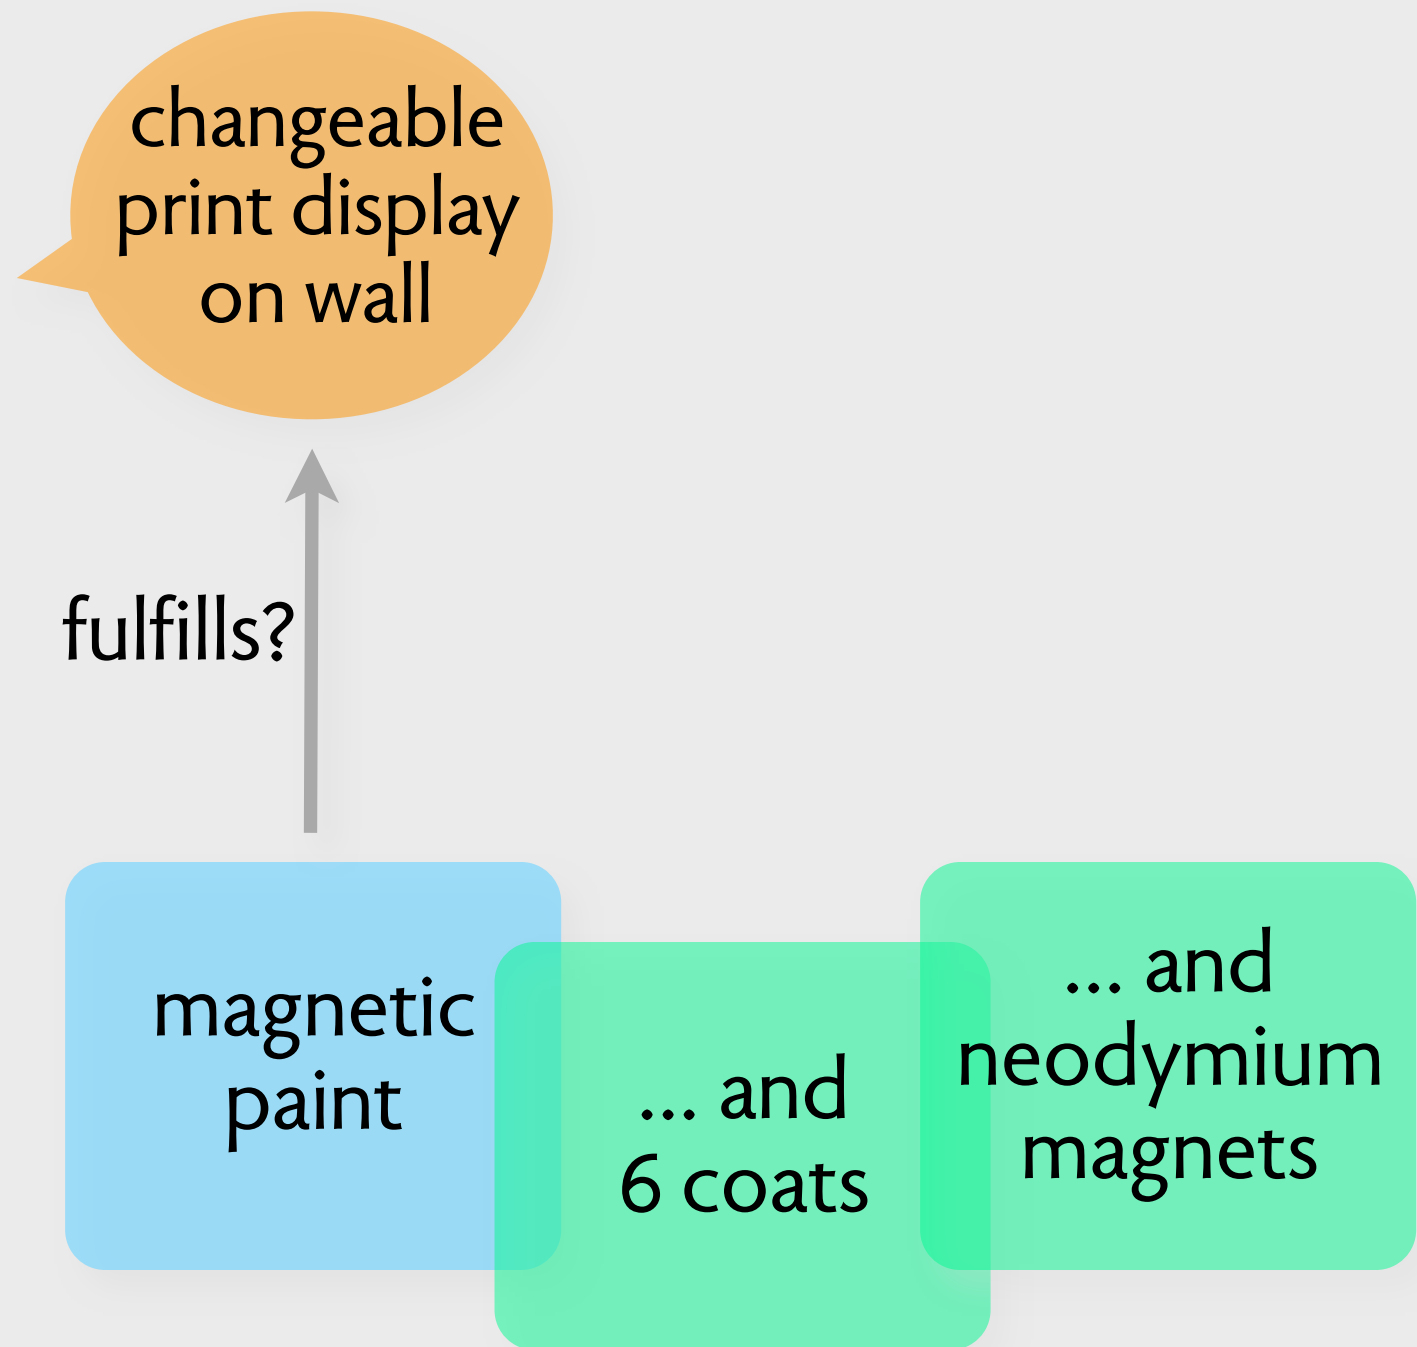 changeable
print display
on wall
fulfills?
magnetic
paint
... and
6 coats
... and
neodymium
magnets